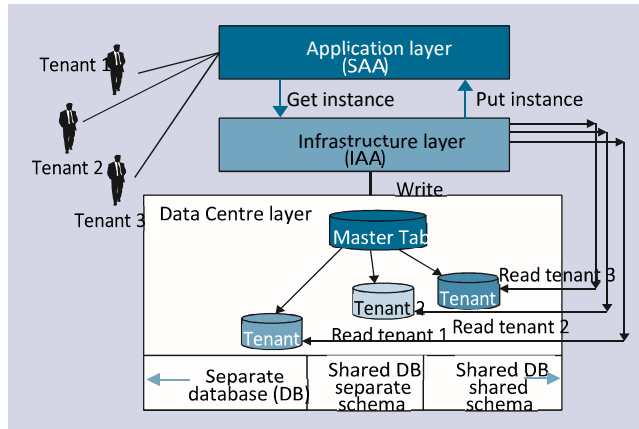 Application layer
(SAA)
Tenant 1
Get instance
Put instance
Tenant 2
Infrastructure layer
(IAA)
Tenant 3
Write
Data Centre layer
Master Tab
Read tenant 3
Tenant
Tenant 2
Read tenant 2
Tenant
Read tenant 1
Separate
database (DB)
Shared DB
separate
schema
Shared DB
shared
schema